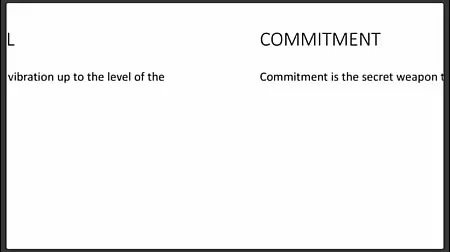 L
vibration up to the level of the
COMMITMENT
Commitment is the secret weapon